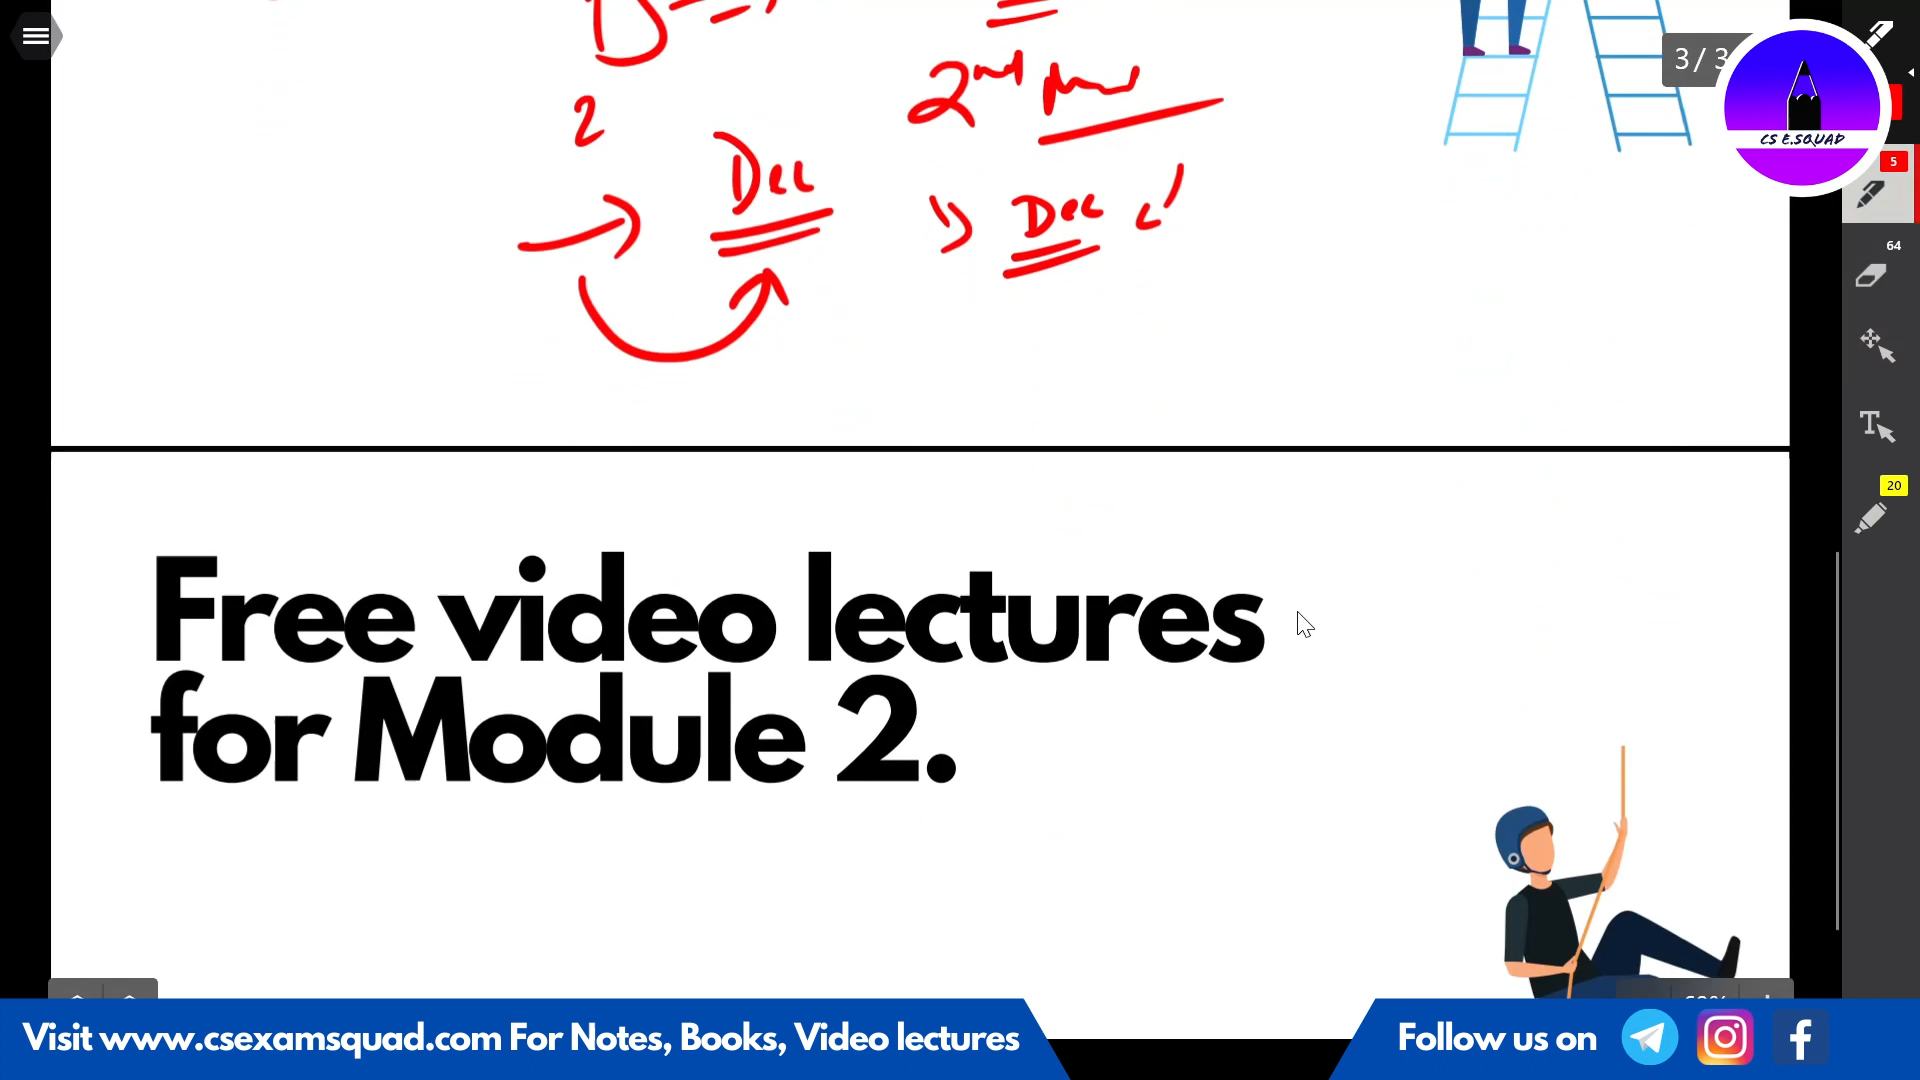 3 / 3
CS E.SQUAD
2nd
2
Dec
Dec
5
64
20
Free video lectures
for Module 2.
Visit www.csexamsquad.com For Notes, Books, Video lectures
Follow us on